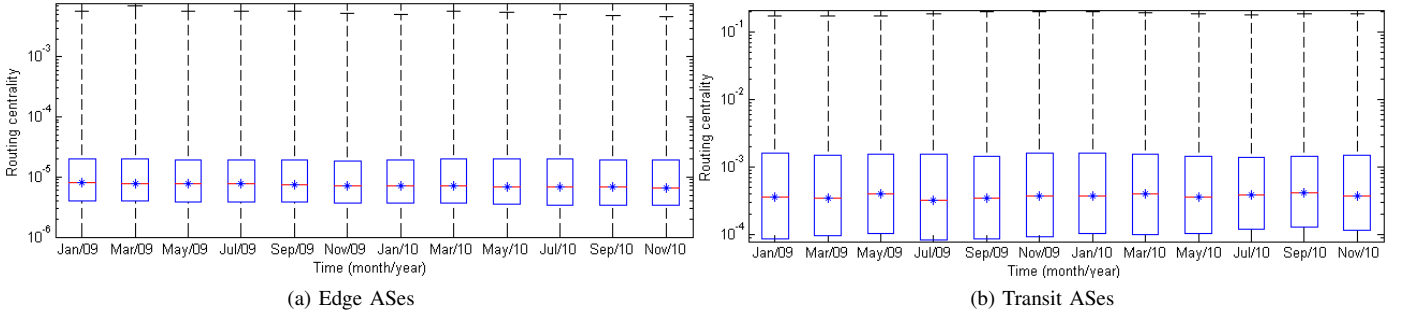 Routing centrality
10^-3
10^-4
10^-5
10^-6
Jan/09 Mar/09 May/09 Jul/09 Sep/09 Nov/09 Jan/10 Mar/10 May/10 Jul/10 Sep/10 Nov/10
Time (month/year)
(a) Edge ASes
Routing centrality
10^-1
10^-2
10^-3
10^-4
Jan/09 Mar/09 May/09 Jul/09 Sep/09 Nov/09 Jan/10 Mar/10 May/10 Jul/10 Sep/10 Nov/10
Time (month/year)
(b) Transit ASes